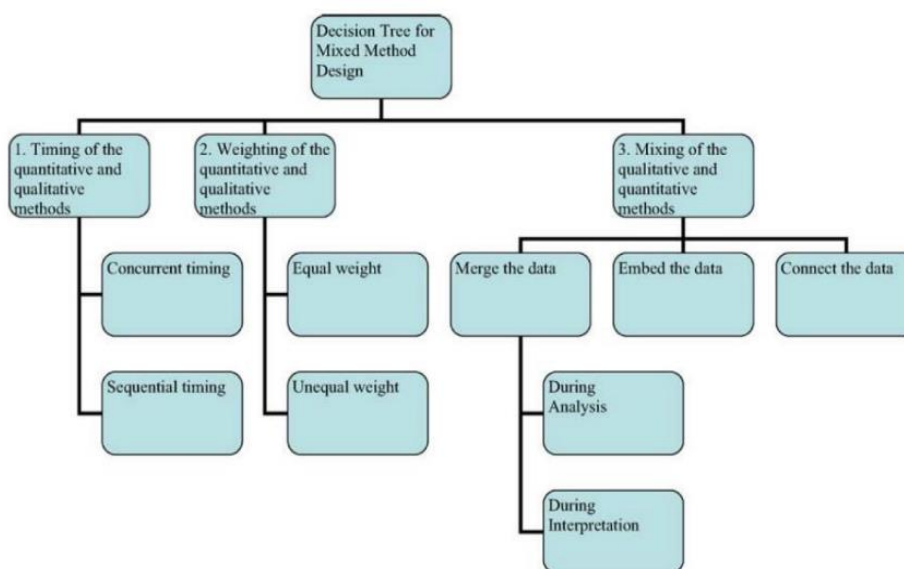 Decision Tree for
Mixed Method
Design
1. Timing of the
quantitative and
qualitative
methods
2. Weighting of the
quantitative and
qualitative
methods
3. Mixing of the
qualitative and
quantitative
methods
Concurrent timing
Equal weight
Merge the data
Embed the data
Connect the data
Sequential timing
Unequal weight
During
Analysis
During
Interpretation